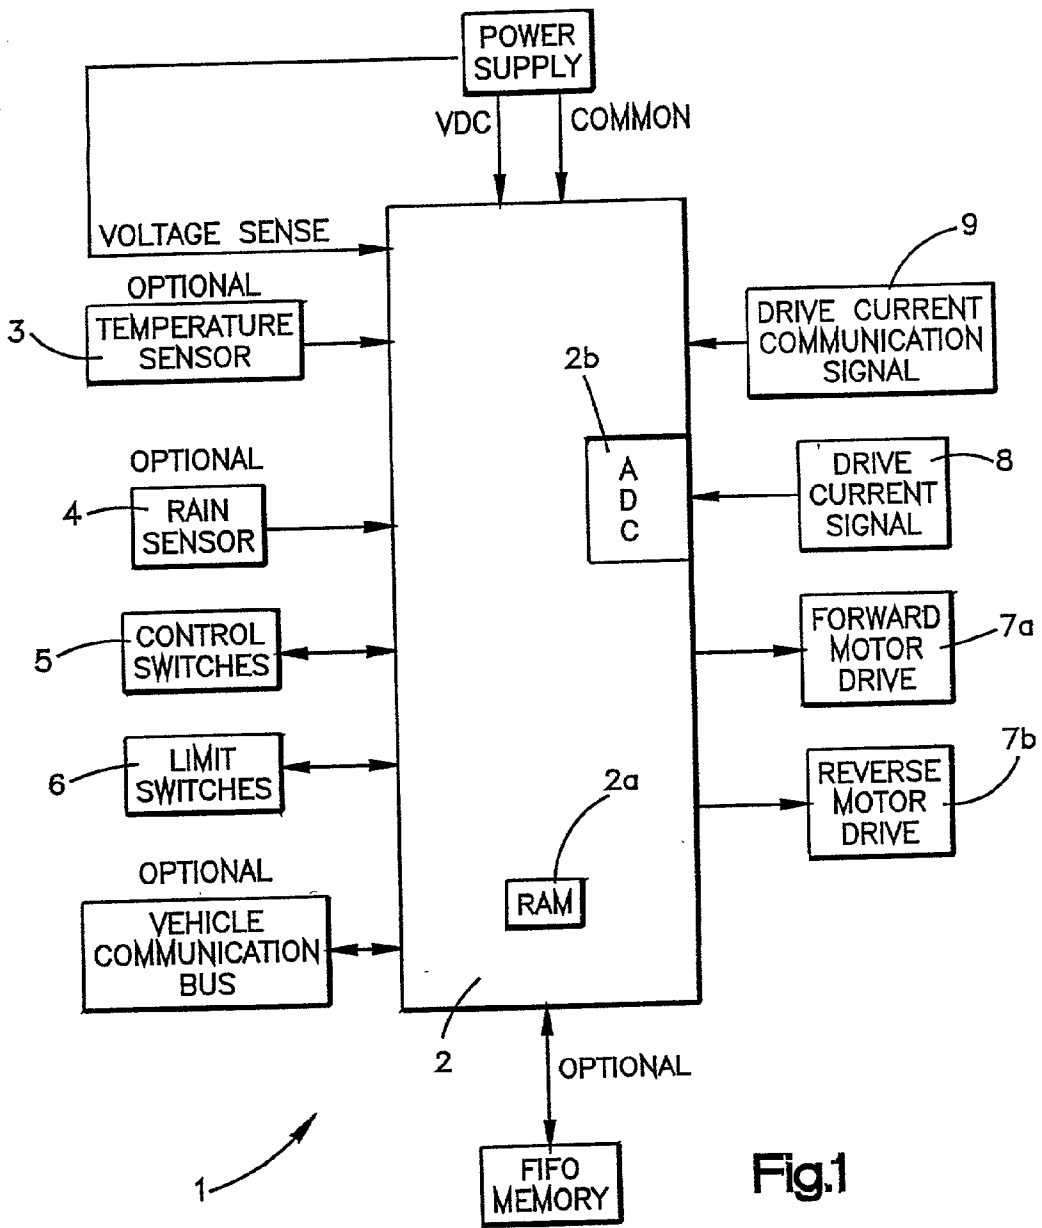 POWER
SUPPLY
VDC
COMMON
VOLTAGE SENSE
OPTIONAL
TEMPERATURE
SENSOR
3
OPTIONAL
RAIN
SENSOR
4
CONTROL
SWITCHES
5
LIMIT
SWITCHES
6
OPTIONAL
VEHICLE
COMMUNICATION
BUS
9
DRIVE CURRENT
COMMUNICATION
SIGNAL
2b
A
D
C
DRIVE
CURRENT
SIGNAL
8
FORWARD
MOTOR
DRIVE
7a
REVERSE
MOTOR
DRIVE
7b
2a
RAM
2
OPTIONAL
FIFO
MEMORY
1
Fig.1